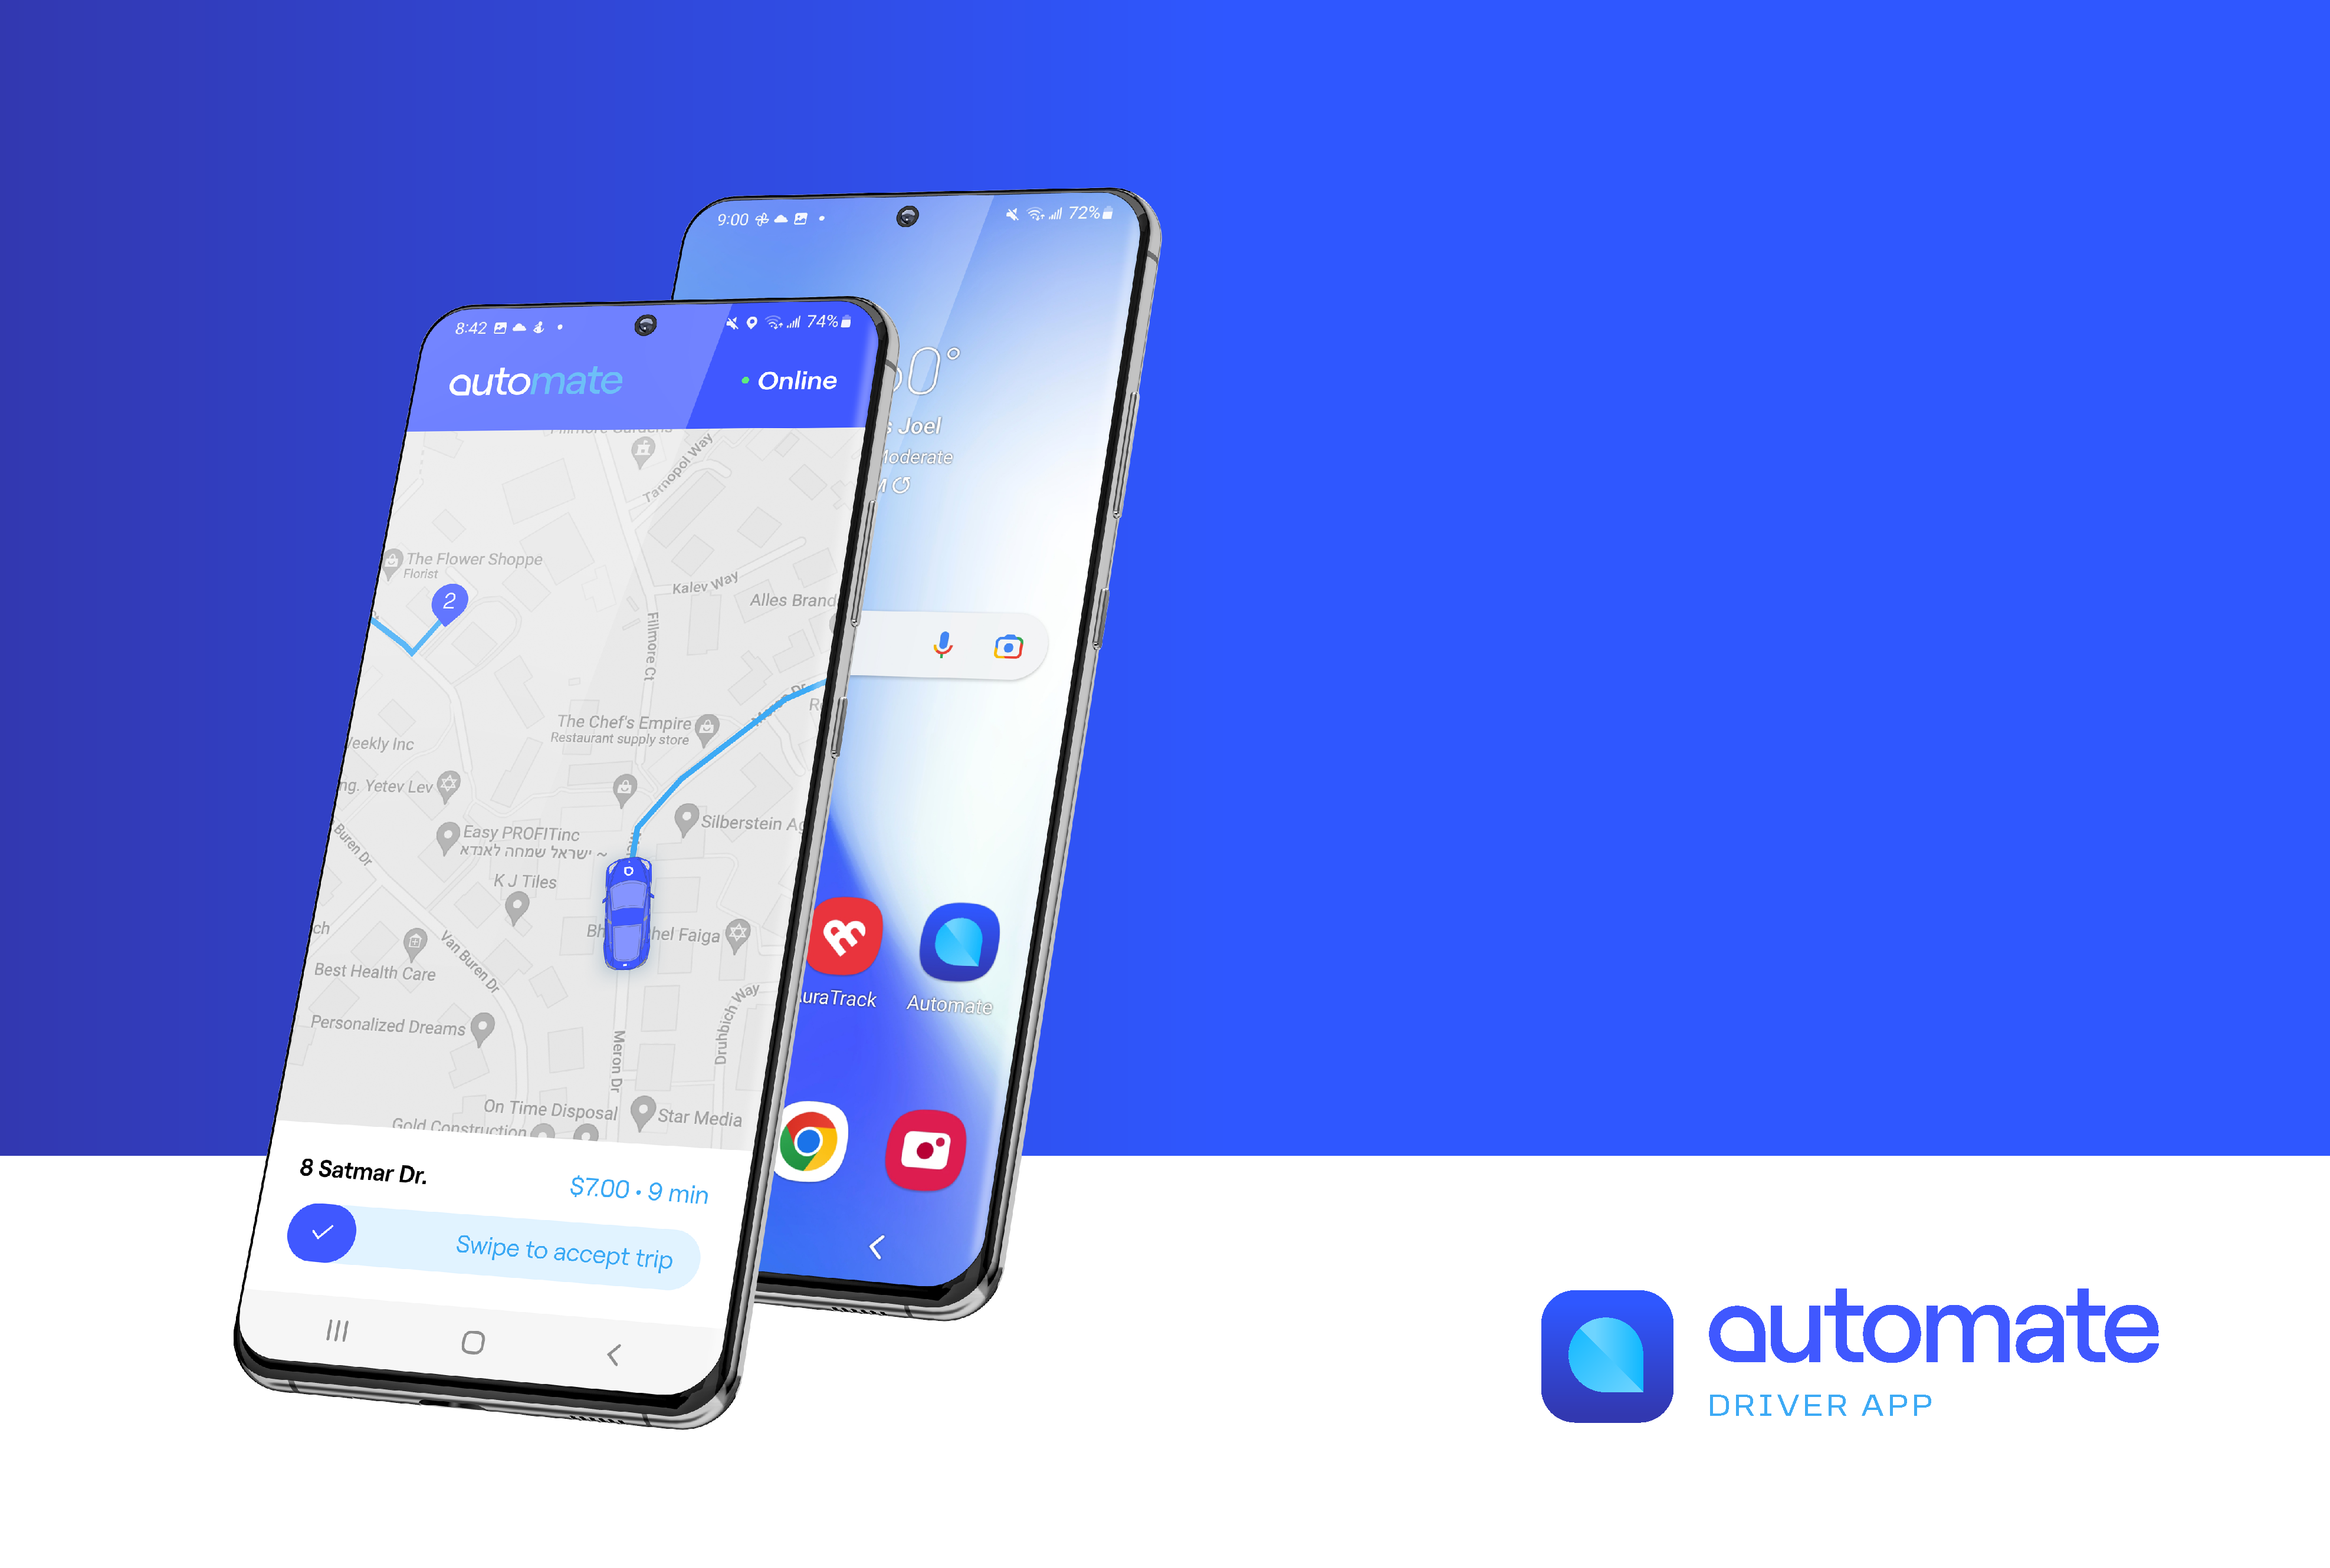 9:00
72%
0°
Joel
Moderate
Automate
8:42
74%
automate
Online
Tarnopol Way
The Flower Shoppe
Florist
2
Kalev Way
Alles Brand
Fillmore Ct
The Chef's Empire
Restaurant supply store
Weekly Inc
ng. Yetev Lev
Silberstein Ag
Easy PROFITinc
ישראל שמחה לאנדא ~
Buren Dr
K J Tiles
ch
hel Faiga
Van Buren Dr
Best Health Care
Personalized Dreams
Druhbich Way
Meron Dr
On Time Disposal
Star Media
Gold Construction
8 Satmar Dr.
$7.00 • 9 min
Swipe to accept trip
uraTrack
automate
DRIVER APP